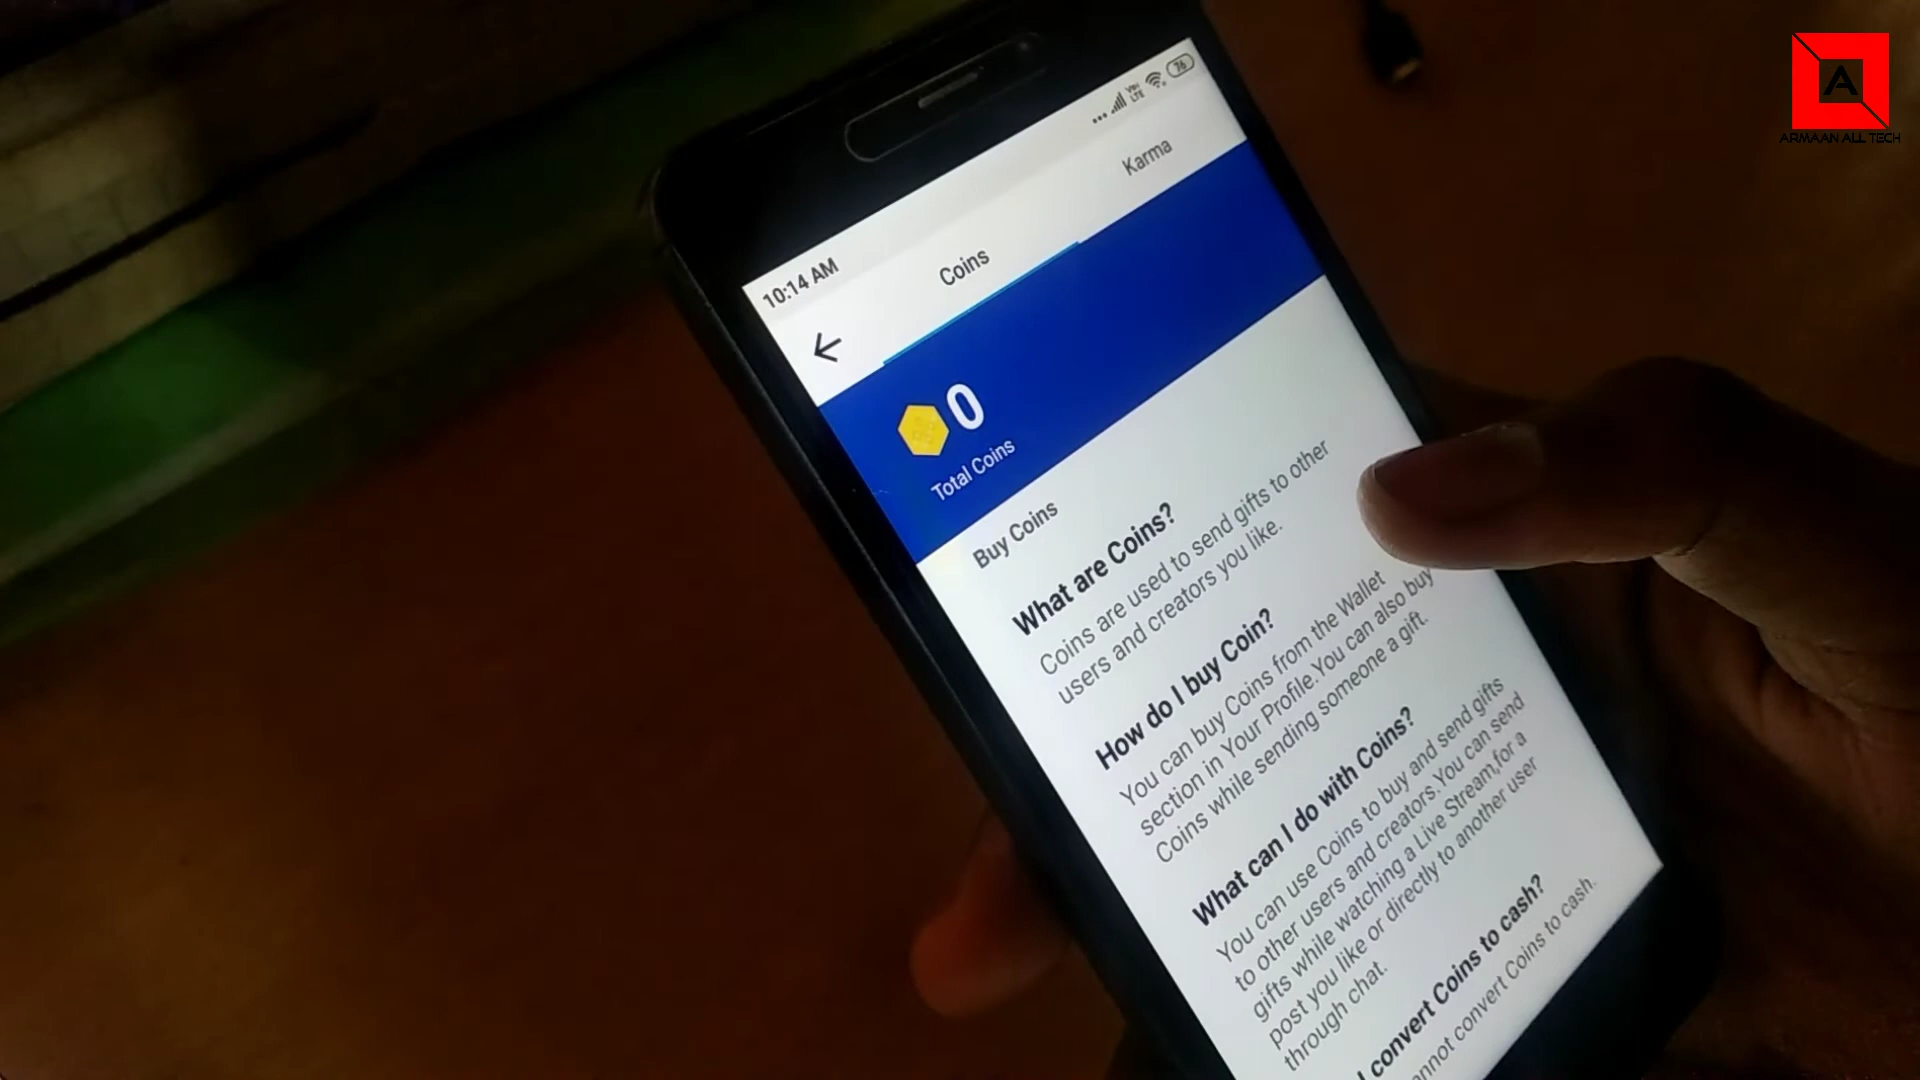 10:14 AM
VoLTE
76
Coins
Karma
0
Total Coins
Buy Coins
What are Coins?
Coins are used to send gifts to other
users and creators you like.
How do I buy Coin?
You can buy Coins from the Wallet
section in Your Profile.You can also buy
Coins while sending someone a gift.
What can I do with Coins?
You can use Coins to buy and send gifts
to other users and creators.You can send
gifts while watching a Live Stream,for a
post you like or directly to another user
through chat.
I convert Coins to cash?
annot convert Coins to cash.
A
ARMAAN ALL TECH